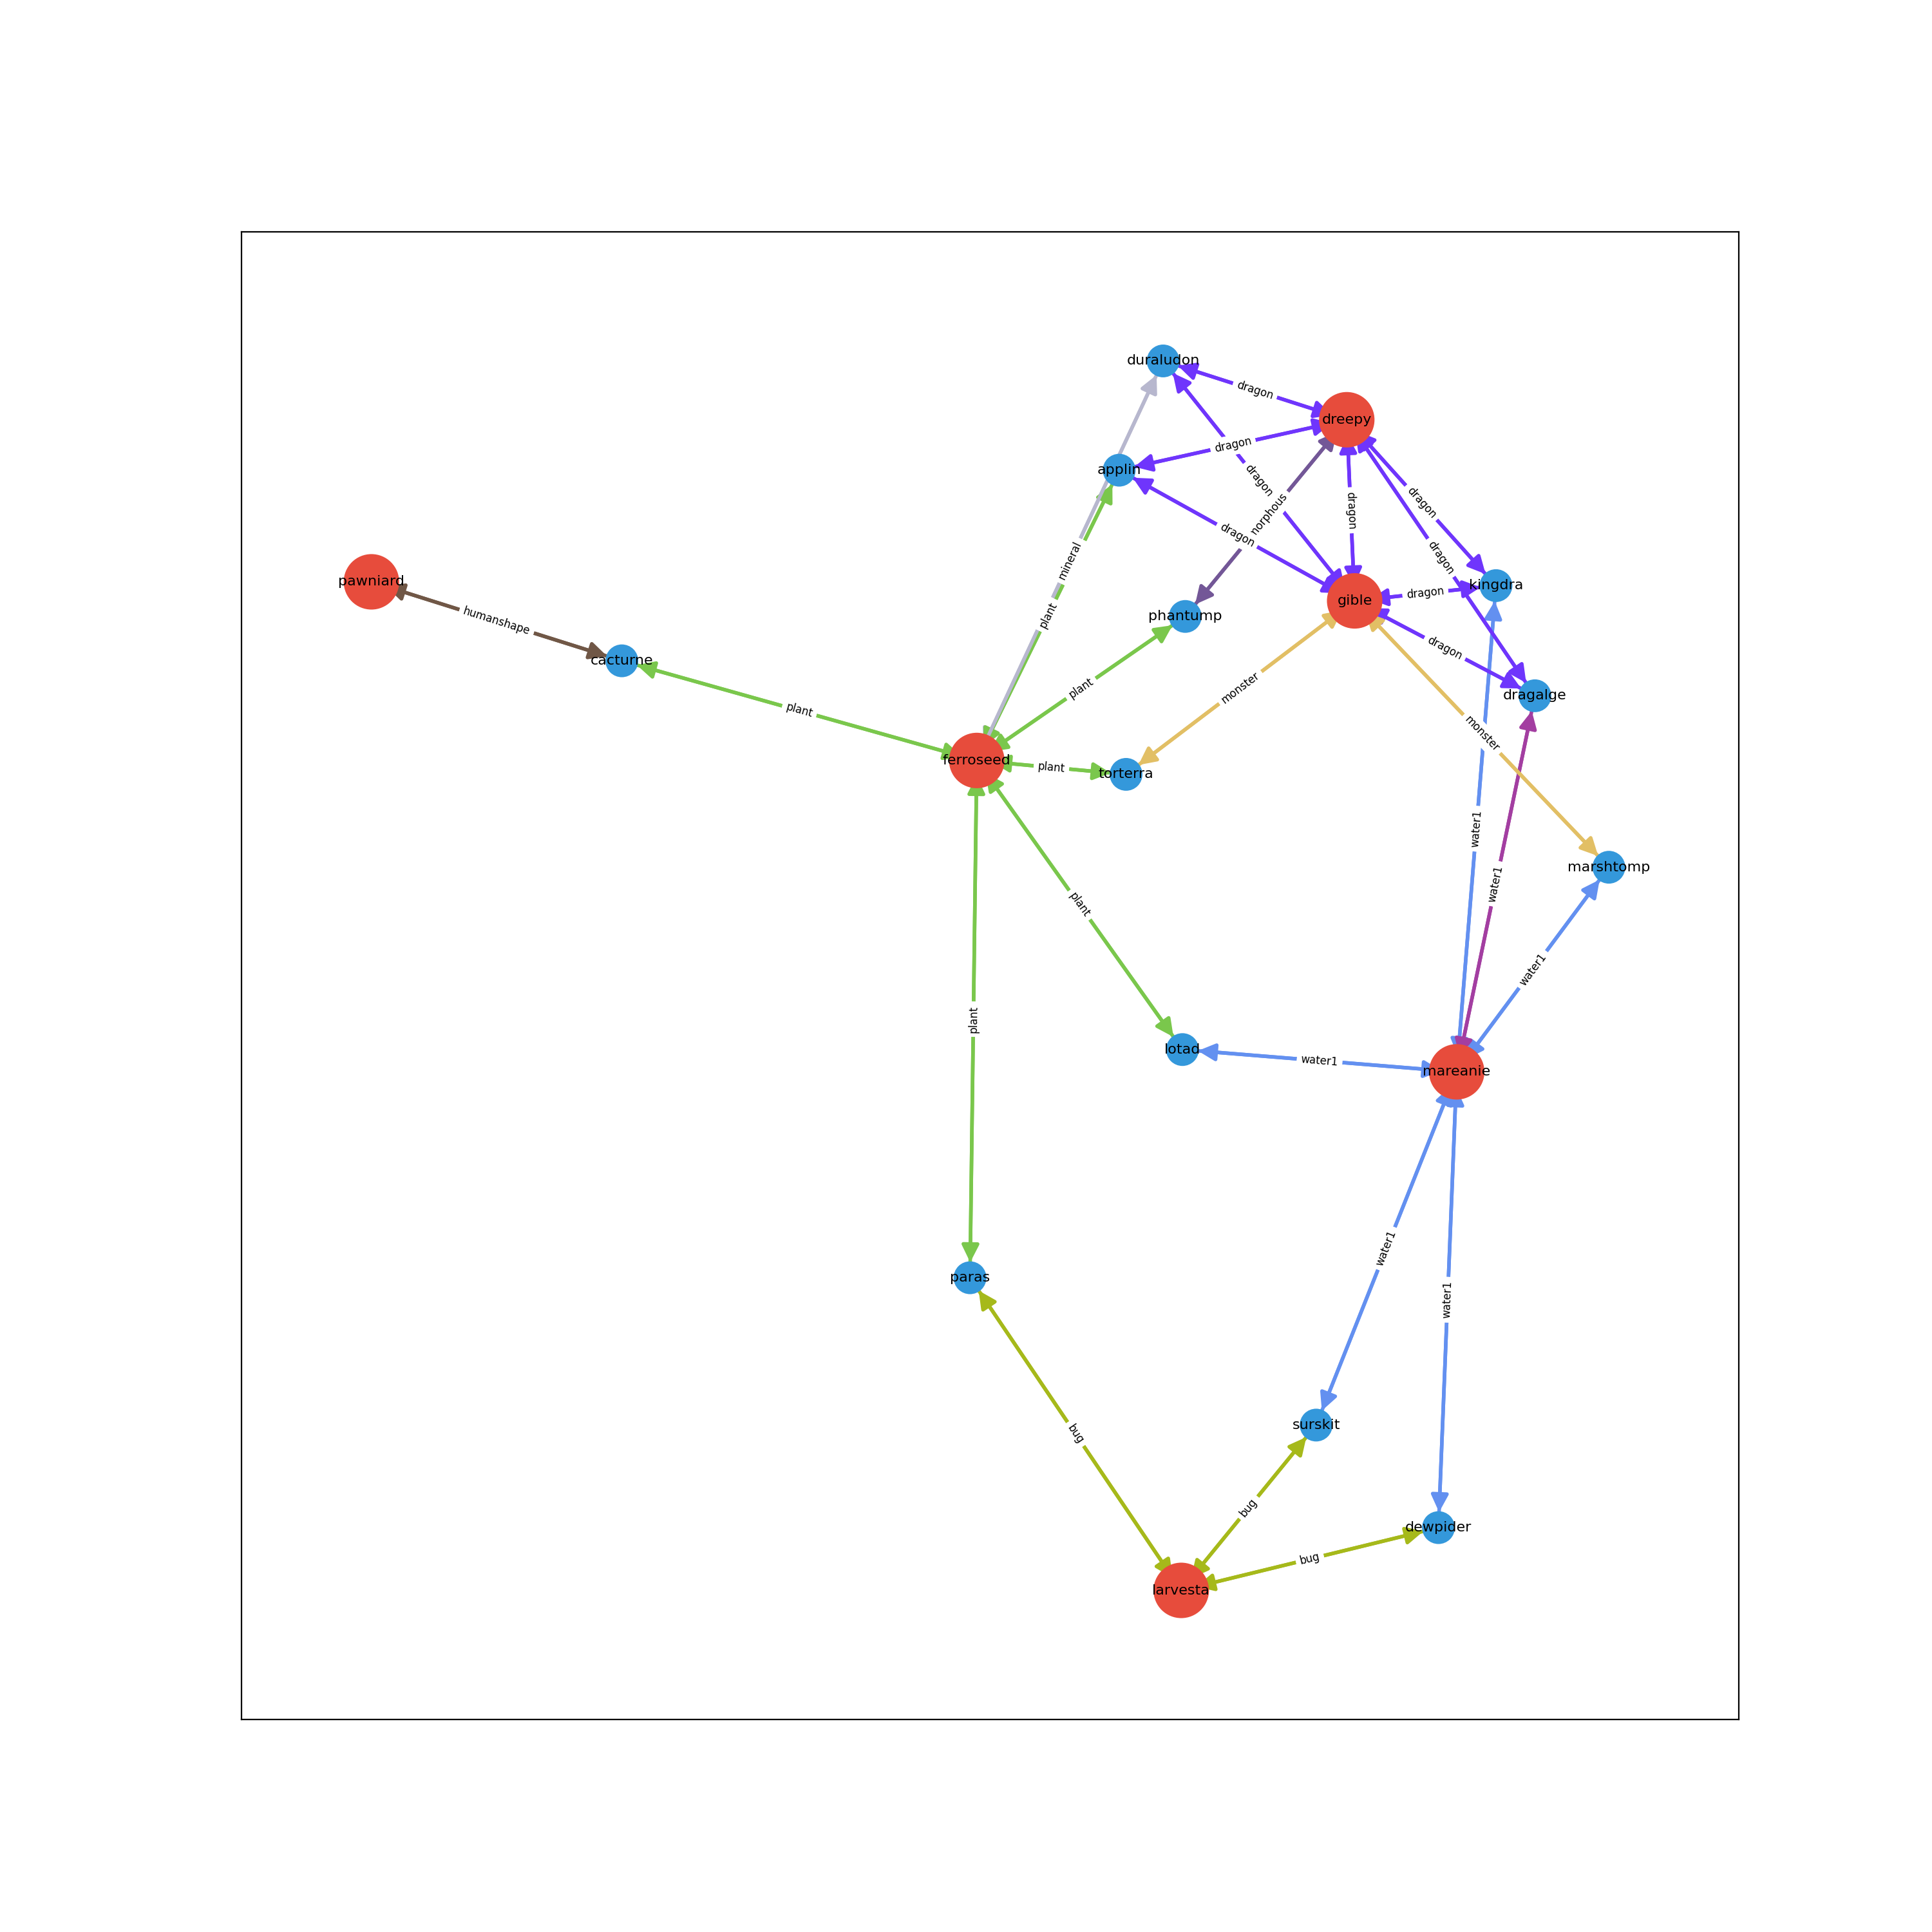 duraludon
dragon
dreepy
dragon
applin
dragon
dragon
dragon
norphous
dragon
dragon
mineral
pawniard
kingdra
dragon
gible
plant
phantump
humanshape
dragon
cacturne
plant
monster
dragalge
plant
monster
ferroseed
plant
torterra
water1
marshtomp
water1
plant
water1
plant
lotad
water1
mareanie
water1
paras
water1
surskit
bug
bug
dewpider
bug
larvesta